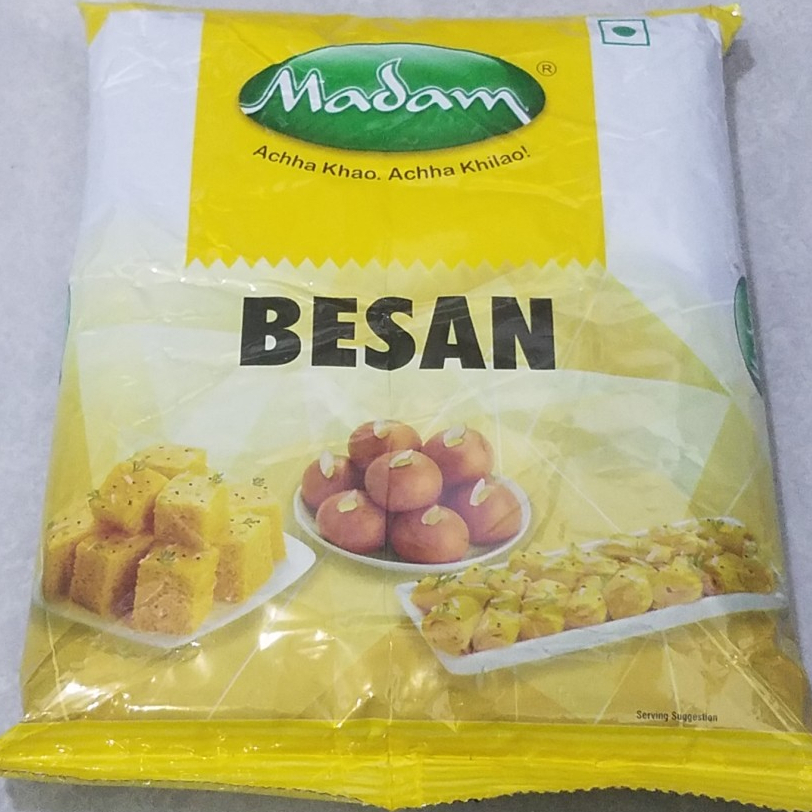 Madam ®
Achha Khao. Achha Khilao!
BESAN
Serving Suggestion